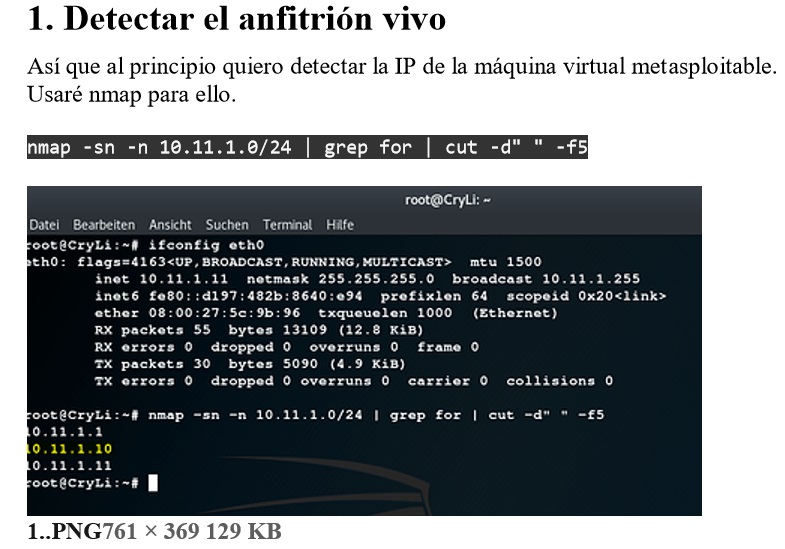 1. Detectar el anfitrión vivo
Así que al principio quiero detectar la IP de la máquina virtual metasploitable.
Usaré nmap para ello.
nmap -sn -n 10.11.1.0/24 | grep for | cut -d" " -f5
root@CryLi: ~
Datei Bearbeiten Ansicht Suchen Terminal Hilfe
root@CryLi:~# ifconfig eth0
eth0: flags=4163<UP,BROADCAST,RUNNING,MULTICAST> mtu 1500
inet 10.11.1.11 netmask 255.255.255.0 broadcast 10.11.1.255
inet6 fe80::d197:482b:8640:e94 prefixlen 64 scopeid 0x20<link>
ether 08:00:27:5c:9b:96 txqueuelen 1000 (Ethernet)
RX packets 55 bytes 13109 (12.8 KiB)
RX errors 0 dropped 0 overruns 0 frame 0
TX packets 30 bytes 5090 (4.9 KiB)
TX errors 0 dropped 0 overruns 0 carrier 0 collisions 0
root@CryLi:~# nmap -sn -n 10.11.1.0/24 | grep for | cut -d" " -f5
10.11.1.1
10.11.1.10
10.11.1.11
root@CryLi:~#
1..PNG761 × 369 129 KB